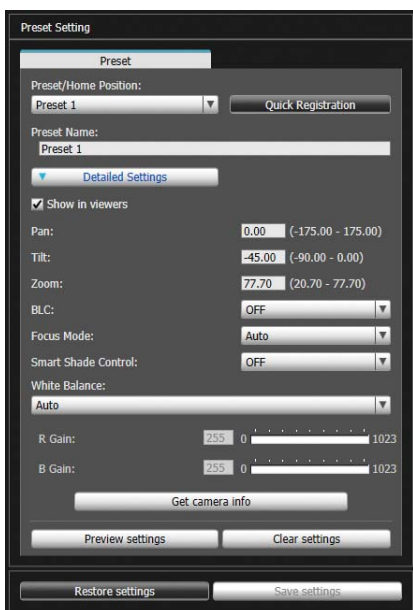 Preset Setting
Preset
Preset/Home Position:
Preset 1
Quick Registration
Preset Name:
Preset 1
Detailed Settings
Show in viewers
Pan: 0.00 (-175.00 - 175.00)
Tilt: -45.00 (-90.00 - 0.00)
Zoom: 77.70 (20.70 - 77.70)
BLC: OFF
Focus Mode: Auto
Smart Shade Control: OFF
White Balance:
Auto
R Gain: 255 0 1023
B Gain: 255 0 1023
Get camera info
Preview settings Clear settings
Restore settings Save settings